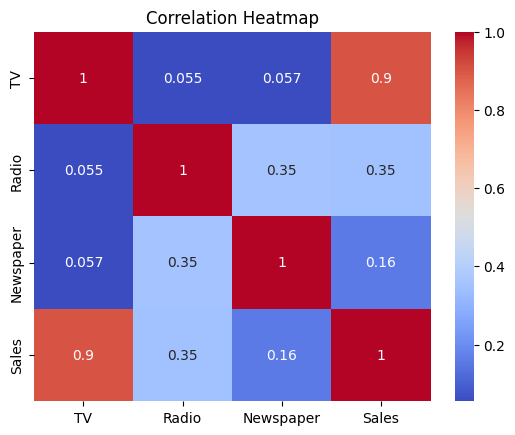 Correlation Heatmap
TV 1 0.055 0.057 0.9
Radio 0.055 1 0.35 0.35
Newspaper 0.057 0.35 1 0.16
Sales 0.9 0.35 0.16 1
TV Radio Newspaper Sales
1.0
0.8
0.6
0.4
0.2